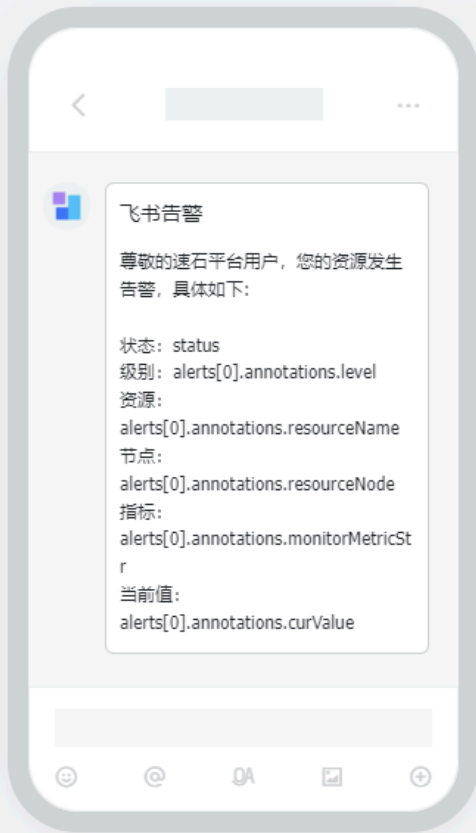 飞书告警
尊敬的速石平台用户，您的资源发生
告警，具体如下：
状态：status
级别：alerts[0].annotations.level
资源：
alerts[0].annotations.resourceName
节点：
alerts[0].annotations.resourceNode
指标：
alerts[0].annotations.monitorMetricSt
r
当前值：
alerts[0].annotations.curValue